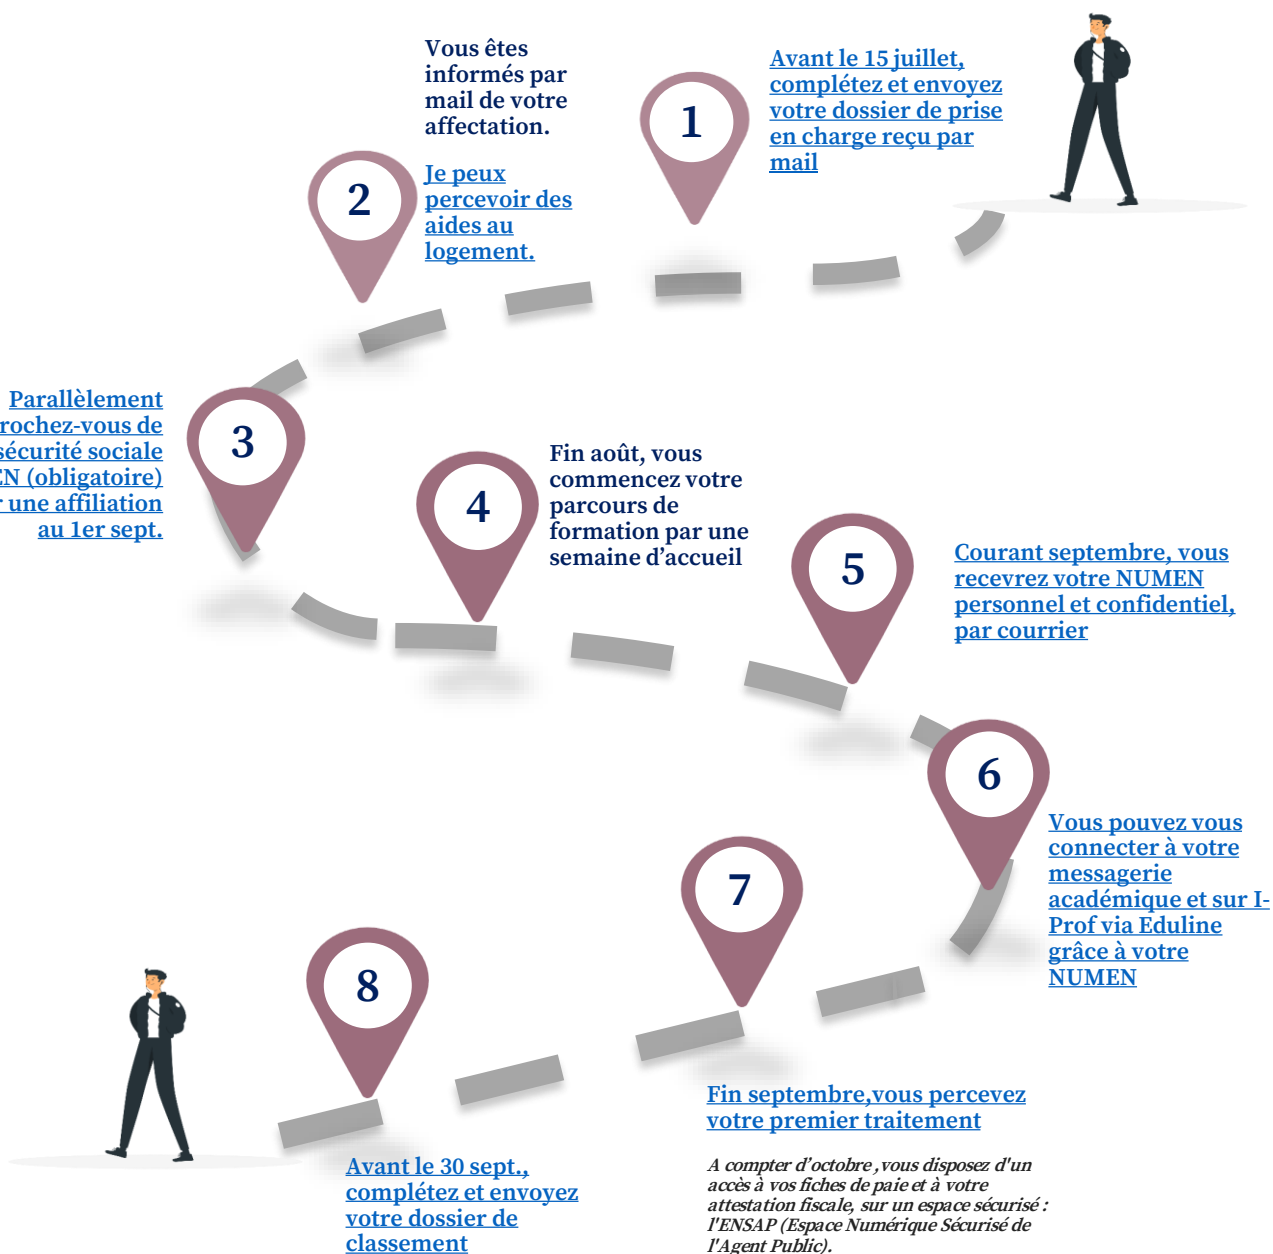 1
Avant le 15 juillet,
complétez et envoyez
votre dossier de prise
en charge reçu par
mail
2
Vous êtes
informés par
mail de votre
affectation.
Je peux
percevoir des
aides au
logement.
3
Parallèlement
rochez-vous de
sécurité sociale
EN (obligatoire)
r une affiliation
au 1er sept.
4
Fin août, vous
commencez votre
parcours de
formation par une
semaine d’accueil
5
Courant septembre, vous
recevrez votre NUMEN
personnel et confidentiel,
par courrier
6
Vous pouvez vous
connecter à votre
messagerie
académique et sur I-
Prof via Eduline
grâce à votre
NUMEN
7
Fin septembre,vous percevez
votre premier traitement
A compter d’octobre ,vous disposez d'un
accès à vos fiches de paie et à votre
attestation fiscale, sur un espace sécurisé :
l'ENSAP (Espace Numérique Sécurisé de
l'Agent Public).
8
Avant le 30 sept.,
complétez et envoyez
votre dossier de
classement